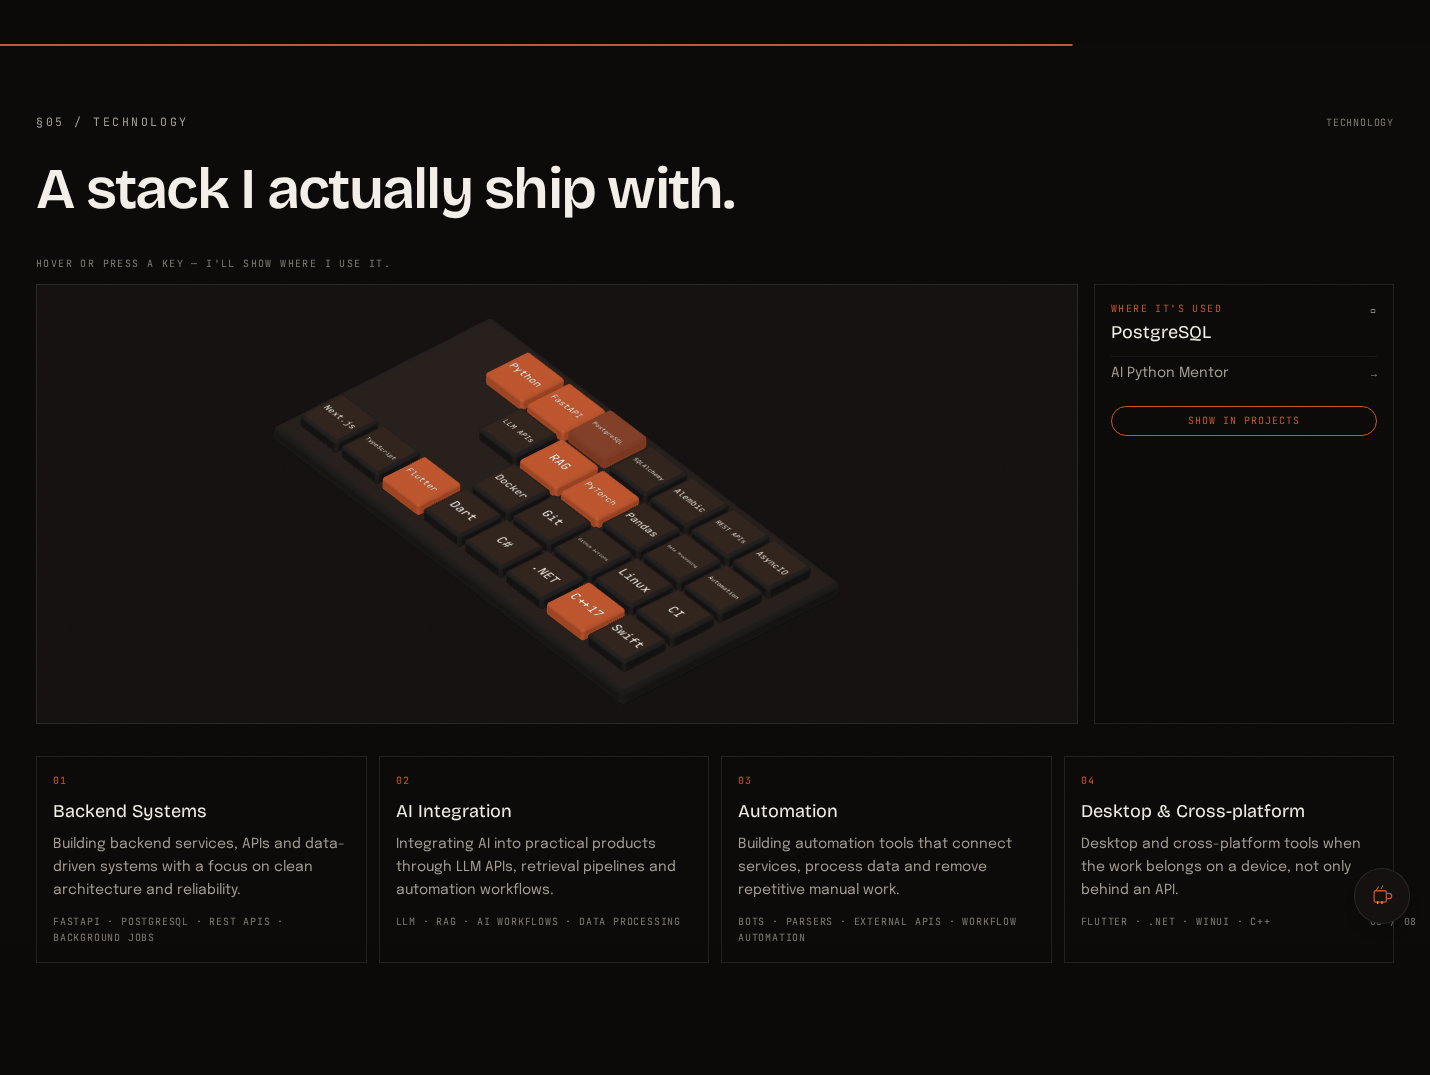 §05 / TECHNOLOGY
TECHNOLOGY
A stack I actually ship with.
HOVER OR PRESS A KEY — I'LL SHOW WHERE I USE IT.
Python
FastAPI
PostgreSQL
Next.js
LLM APIs
TypeScript
RAG
SQLAlchemy
Flutter
Docker
PyTorch
Alembic
Dart
Git
Pandas
REST APIs
C#
GitHub Actions
Data Processing
AsyncIO
.NET
Linux
Automation
C++17
CI
Swift
WHERE IT'S USED
PostgreSQL
AI Python Mentor →
SHOW IN PROJECTS
01
Backend Systems
Building backend services, APIs and data-
driven systems with a focus on clean
architecture and reliability.
FASTAPI · POSTGRESQL · REST APIS ·
BACKGROUND JOBS
02
AI Integration
Integrating AI into practical products
through LLM APIs, retrieval pipelines and
automation workflows.
LLM · RAG · AI WORKFLOWS · DATA PROCESSING
03
Automation
Building automation tools that connect
services, process data and remove
repetitive manual work.
BOTS · PARSERS · EXTERNAL APIS · WORKFLOW
AUTOMATION
04
Desktop & Cross-platform
Desktop and cross-platform tools when
the work belongs on a device, not only
behind an API.
FLUTTER · .NET · WINUI · C++
/ 08